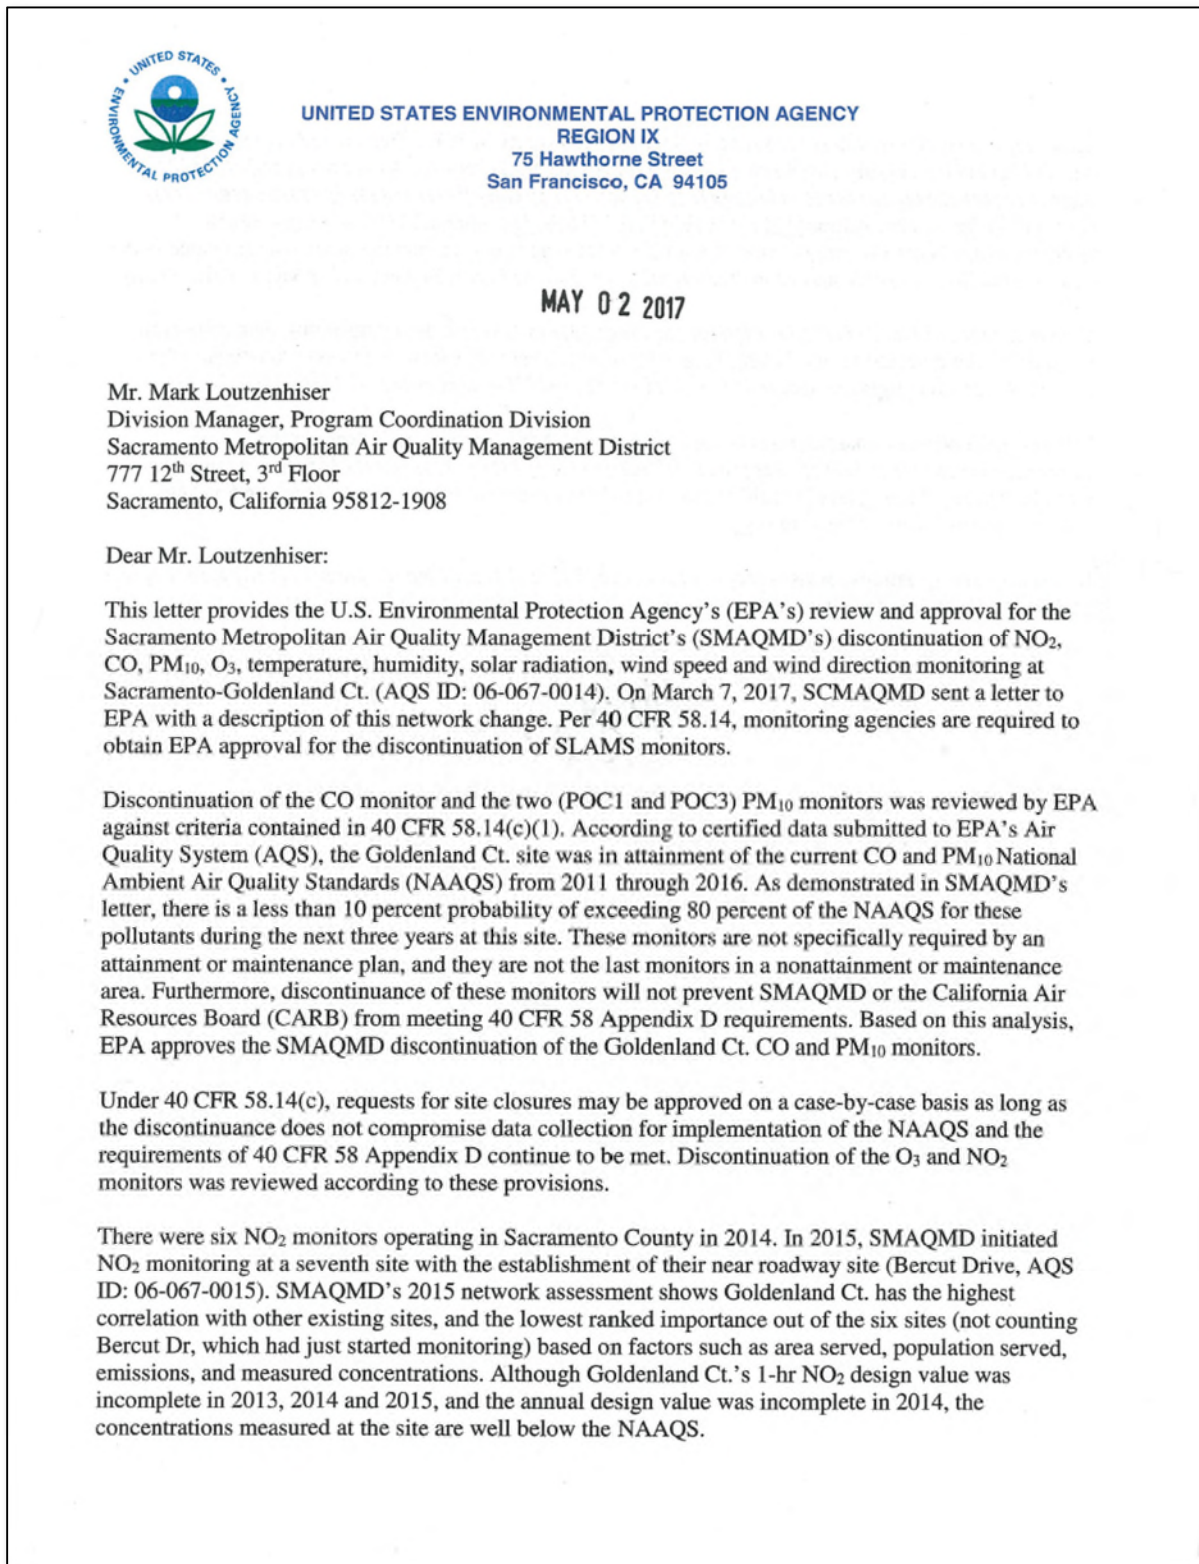 UNITED STATES
ENVIRONMENTAL PROTECTION AGENCY
UNITED STATES ENVIRONMENTAL PROTECTION AGENCY
REGION IX
75 Hawthorne Street
San Francisco, CA 94105
MAY 02 2017
Mr. Mark Loutzenhiser
Division Manager, Program Coordination Division
Sacramento Metropolitan Air Quality Management District
777 12th Street, 3rd Floor
Sacramento, California 95812-1908
Dear Mr. Loutzenhiser:
This letter provides the U.S. Environmental Protection Agency's (EPA's) review and approval for the
Sacramento Metropolitan Air Quality Management District's (SMAQMD's) discontinuation of NO2,
CO, PM10, O3, temperature, humidity, solar radiation, wind speed and wind direction monitoring at
Sacramento-Goldenland Ct. (AQS ID: 06-067-0014). On March 7, 2017, SCMAQMD sent a letter to
EPA with a description of this network change. Per 40 CFR 58.14, monitoring agencies are required to
obtain EPA approval for the discontinuation of SLAMS monitors.
Discontinuation of the CO monitor and the two (POC1 and POC3) PM10 monitors was reviewed by EPA
against criteria contained in 40 CFR 58.14(c)(1). According to certified data submitted to EPA's Air
Quality System (AQS), the Goldenland Ct. site was in attainment of the current CO and PM10 National
Ambient Air Quality Standards (NAAQS) from 2011 through 2016. As demonstrated in SMAQMD's
letter, there is a less than 10 percent probability of exceeding 80 percent of the NAAQS for these
pollutants during the next three years at this site. These monitors are not specifically required by an
attainment or maintenance plan, and they are not the last monitors in a nonattainment or maintenance
area. Furthermore, discontinuance of these monitors will not prevent SMAQMD or the California Air
Resources Board (CARB) from meeting 40 CFR 58 Appendix D requirements. Based on this analysis,
EPA approves the SMAQMD discontinuation of the Goldenland Ct. CO and PM10 monitors.
Under 40 CFR 58.14(c), requests for site closures may be approved on a case-by-case basis as long as
the discontinuance does not compromise data collection for implementation of the NAAQS and the
requirements of 40 CFR 58 Appendix D continue to be met. Discontinuation of the O3 and NO2
monitors was reviewed according to these provisions.
There were six NO2 monitors operating in Sacramento County in 2014. In 2015, SMAQMD initiated
NO2 monitoring at a seventh site with the establishment of their near roadway site (Bercut Drive, AQS
ID: 06-067-0015). SMAQMD's 2015 network assessment shows Goldenland Ct. has the highest
correlation with other existing sites, and the lowest ranked importance out of the six sites (not counting
Bercut Dr, which had just started monitoring) based on factors such as area served, population served,
emissions, and measured concentrations. Although Goldenland Ct.'s 1-hr NO2 design value was
incomplete in 2013, 2014 and 2015, and the annual design value was incomplete in 2014, the
concentrations measured at the site are well below the NAAQS.